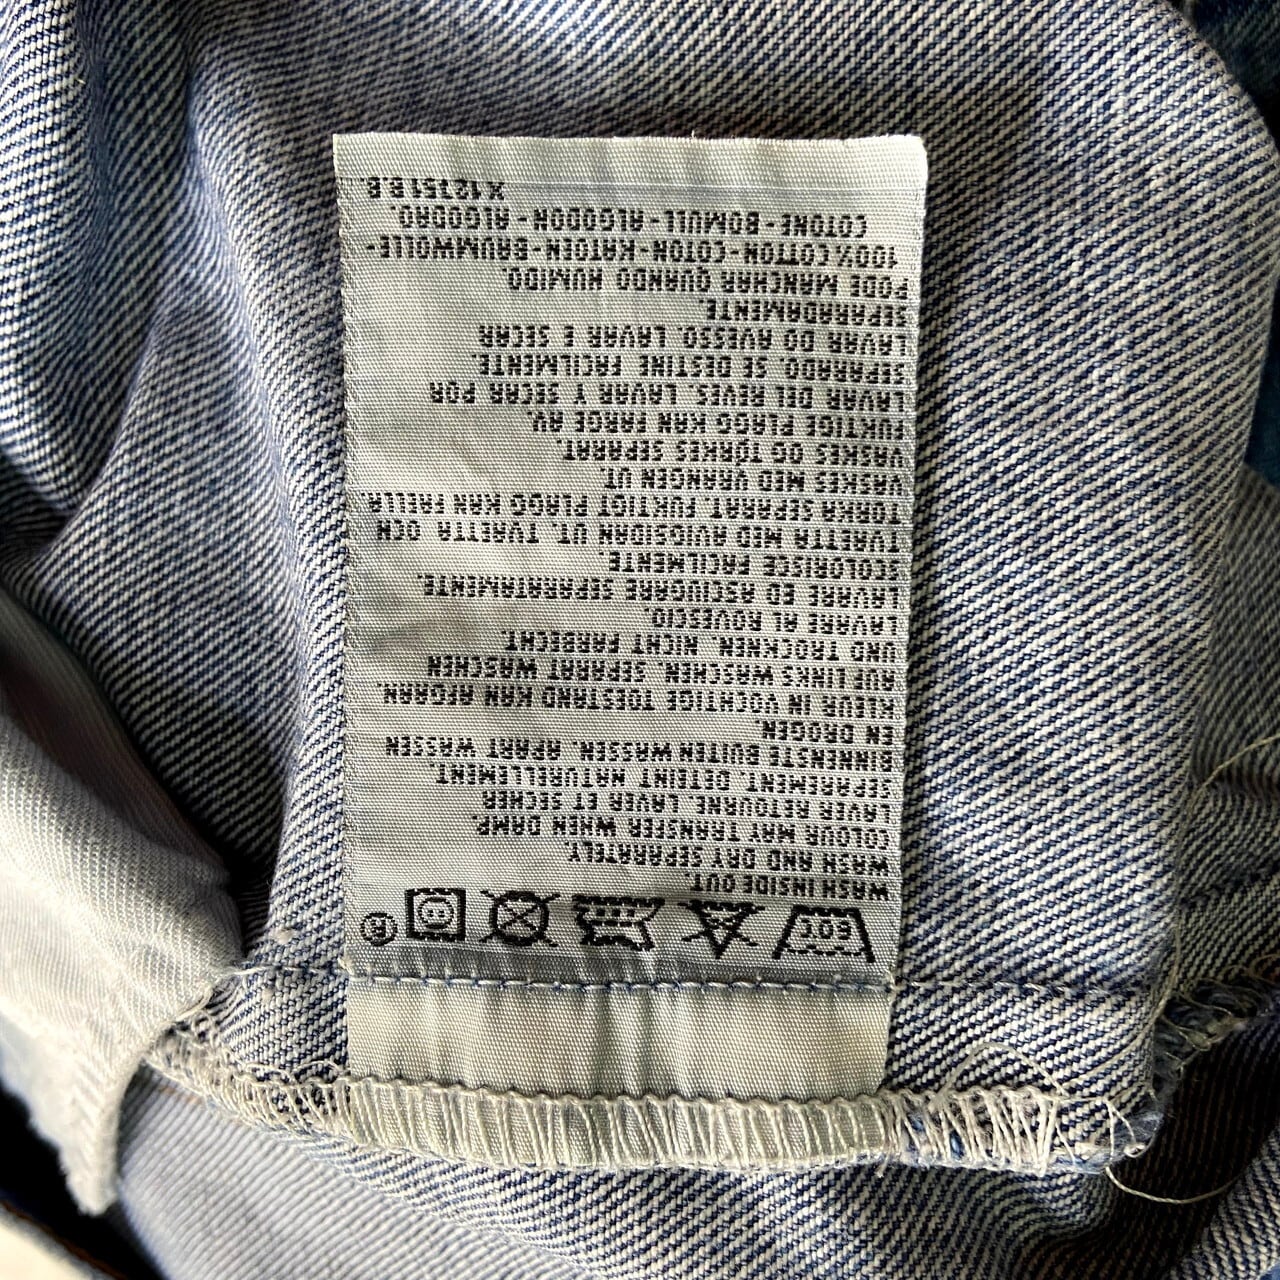 ®
WASH INSIDE OUT.
WASH AND DRY SEPARATELY.
COLOUR MAY TRANSFER WHEN DAMP.
LAVER RETOURNE. LAVER ET SECHER
SEPAREMENT. DETEINT NATURELLEMENT.
BINNENSTE BUITEN WASSEN. APART WASSEN
EN DROGEN
KLEUR IN VOCHTIGE TOESTAND KAN AFGAAN
AUF LINKS WASCHEN. SEPARAT WASCHEN
UND TROCKNEN. NICHT FARBECHT.
LAVARE AL ROVESCIO
LAVARE ED ASCIUGARE SEPARATAMENTE.
SCOLORISCE FACILMENTE
TVAETTA MED AVIGSIDAN UT. TVAETTA OCH
TORKA SEPARAT. FUKTIGT PLAGG KAN FAELLA.
VASKES MED VRANGEN UT
VASKES OG TORKES SEPARAT.
FUKTIGE PLAGG KAN FARGE AV.
LAVAR DEL REVES. LAVAR Y SECAR POR
SEPARADO. SE DESTINE FACILMENTE.
LAVAR DO AVESSO. LAVAR E SECAR
SEPARADAMENTE.
PODE MANCHAR QUANDO HUMIDO
100% COTTON - COTON - KATOEN - BAUMWOLLE -
COTONE - BOMULL - ALGODON - ALGODAO.